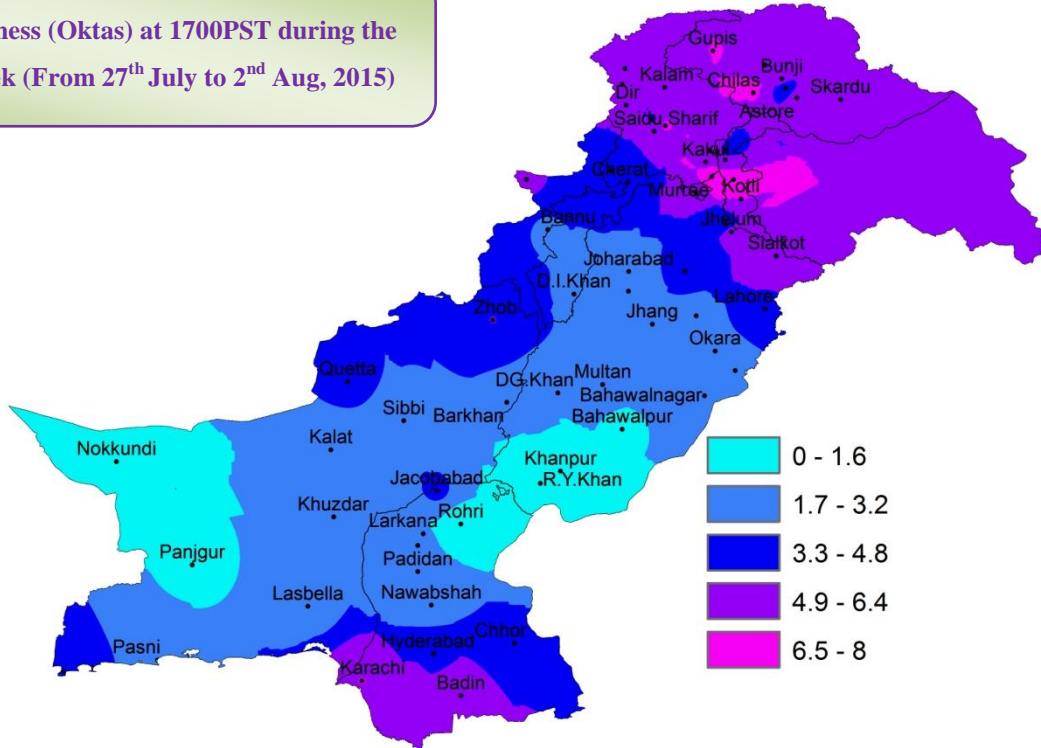 ness (Oktas) at 1700PST during the
ek (From 27th July to 2nd Aug, 2015)
Gupis
Bunji
Kalam
Chilas
Skardu
Dir
Astore
Saidu Sharif
Kakul
Cherat
Murree
Kotli
Bannu
Jhelum
Sialkot
Joharabad
D.I.Khan
Lahore
Zhob
Jhang
Okara
Quetta
DG.Khan
Multan
Bahawalnagar
Sibbi
Barkhan
Bahawalpur
Nokkundi
Kalat
Khanpur
Jacobabad
R.Y.Khan
Khuzdar
Rohri
Larkana
Panjgur
Padidan
Lasbella
Nawabshah
Pasni
Hyderabad
Chhor
Karachi
Badin
0 - 1.6
1.7 - 3.2
3.3 - 4.8
4.9 - 6.4
6.5 - 8